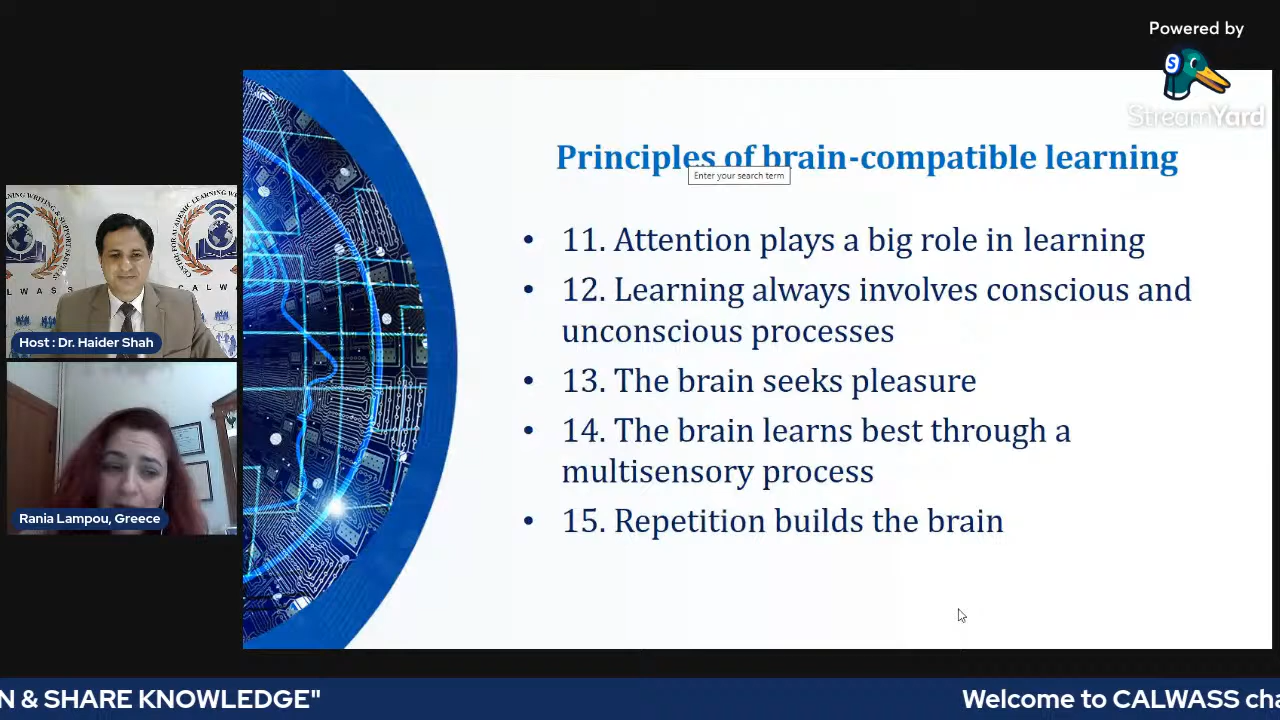 Powered by
StreamYard
Principles of brain-compatible learning
Enter your search term
• 11. Attention plays a big role in learning
• 12. Learning always involves conscious and
unconscious processes
• 13. The brain seeks pleasure
• 14. The brain learns best through a
multisensory process
• 15. Repetition builds the brain
Host : Dr. Haider Shah
Rania Lampou, Greece
N & SHARE KNOWLEDGE"
Welcome to CALWASS cha